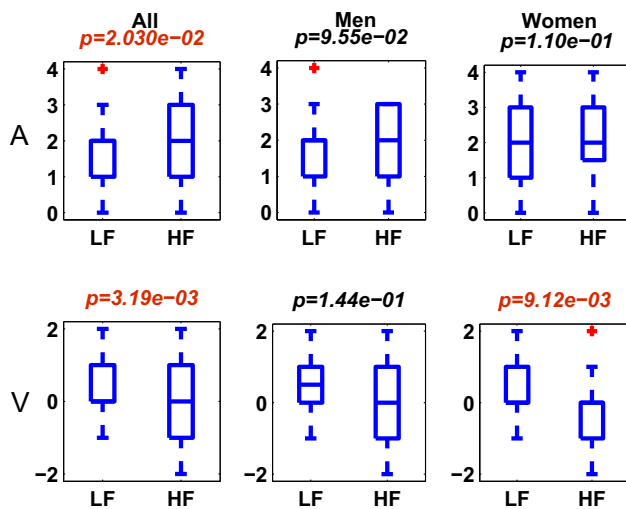 All Men Women
p=2.030e−02 p=9.55e−02 p=1.10e−01
A
4 4 4
3 3 3
2 2 2
1 1 1
0 0 0
LF HF LF HF LF HF
p=3.19e−03 p=1.44e−01 p=9.12e−03
V
2 2 2
0 0 0
−2 −2 −2
LF HF LF HF LF HF